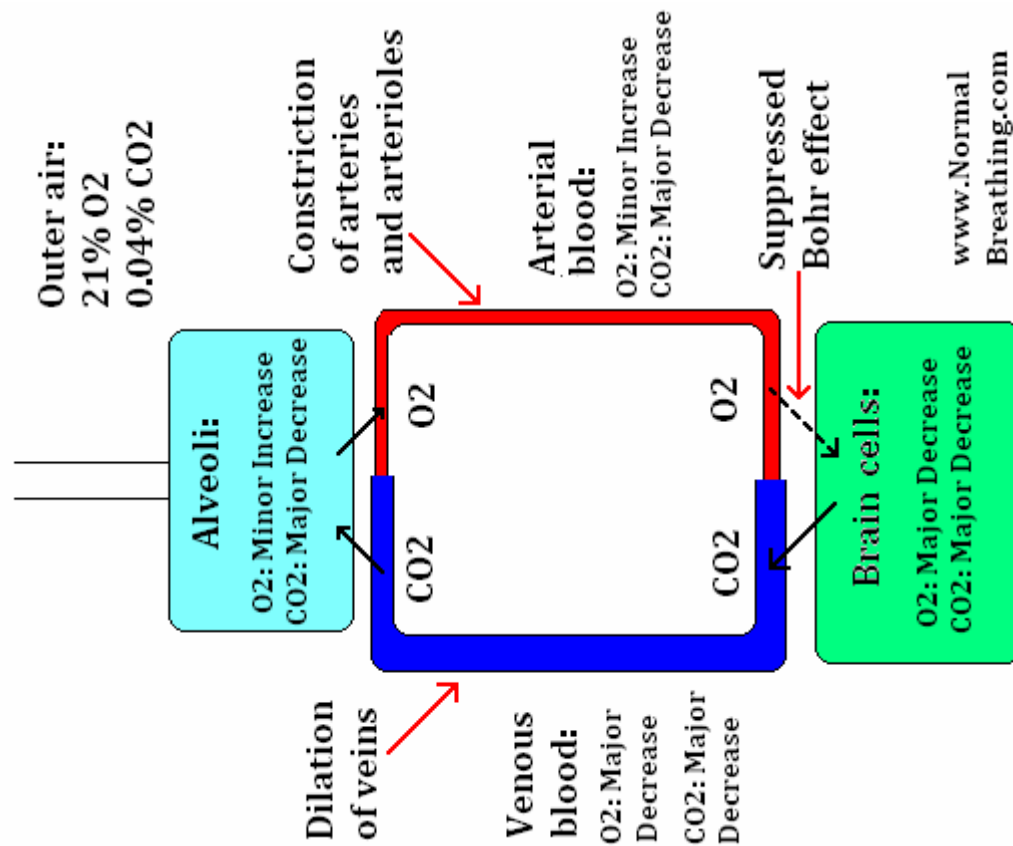 Outer air:
21% O2
0.04% CO2
Alveoli:
O2: Minor Increase
CO2: Major Decrease
Constriction
of arteries
and arterioles
Dilation
of veins
CO2
O2
Venous
blood:
O2: Major
Decrease
CO2: Major
Decrease
Arterial
blood:
O2: Minor Increase
CO2: Major Decrease
CO2
O2
Suppressed
Bohr effect
Brain cells:
O2: Major Decrease
CO2: Major Decrease
www.Normal
Breathing.com